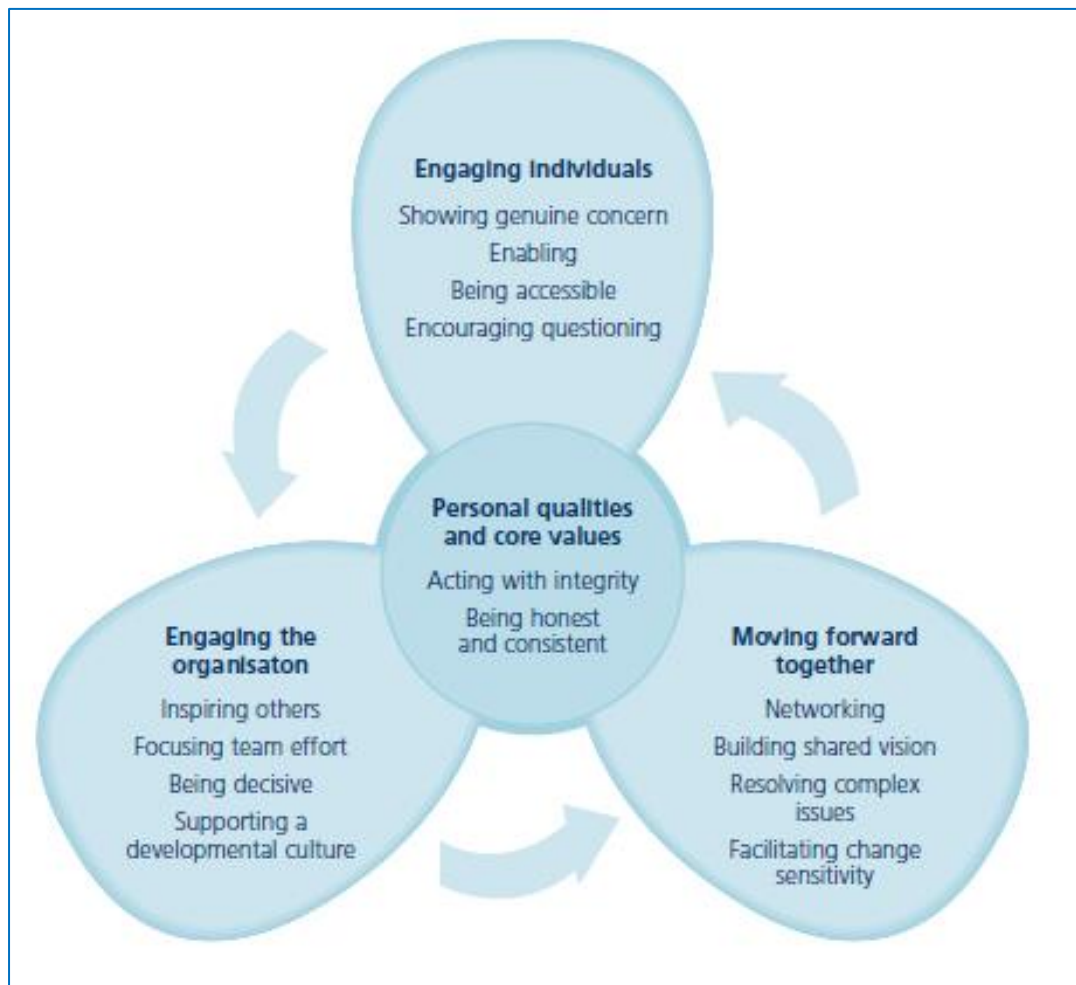 Engaging individuals
Showing genuine concern
Enabling
Being accessible
Encouraging questioning
Personal qualities
and core values
Acting with integrity
Being honest
and consistent
Engaging the
organisaton
Inspiring others
Focusing team effort
Being decisive
Supporting a
developmental culture
Moving forward
together
Networking
Building shared vision
Resolving complex
issues
Facilitating change
sensitivity